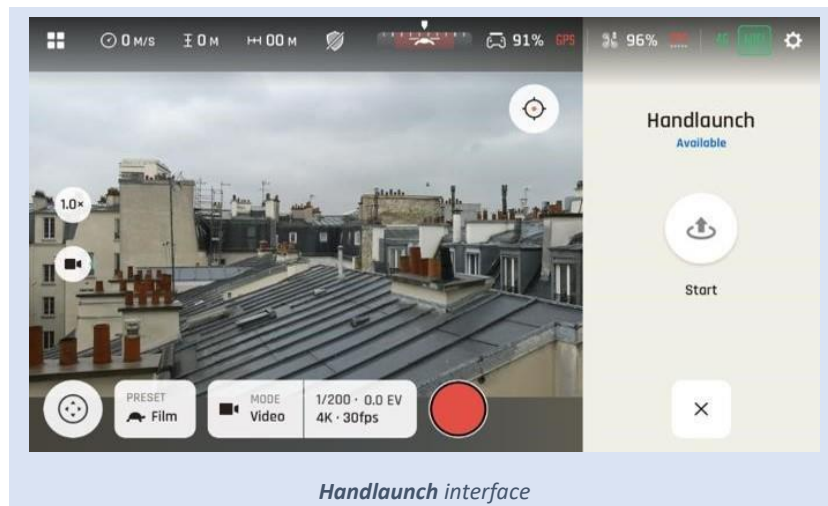 0 M/S 0 M 00 M 91% GPS 96% 4G
Handlaunch
Available
1.0×
Start
PRESET
Film
MODE
Video
1/200 · 0.0 EV
4K · 30fps
Handlaunch interface